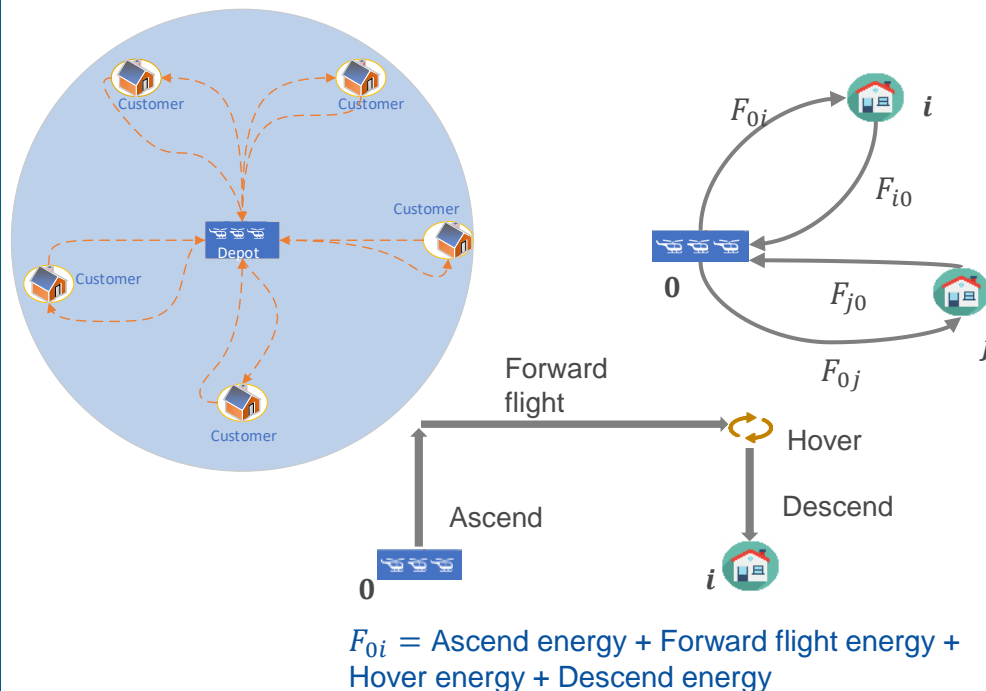 Customer
Customer
Customer
Depot
Customer
Customer
F₀ᵢ
i
Fᵢ₀
0
Fⱼ₀
j
F₀ⱼ
Forward
flight
Hover
Ascend
Descend
0
i
F₀ᵢ = Ascend energy + Forward flight energy +
Hover energy + Descend energy